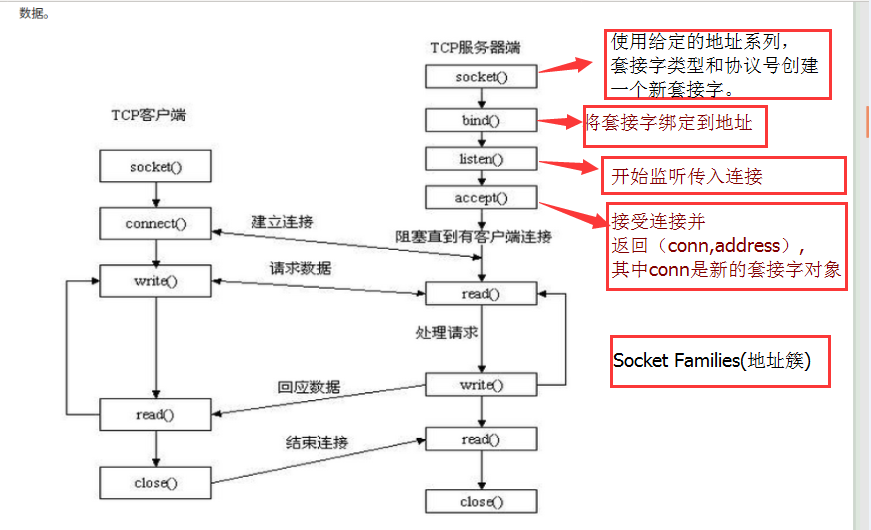 数据。
TCP服务器端
socket()
使用给定的地址系列，
套接字类型和协议号创建
一个新套接字。
TCP客户端
bind()
将套接字绑定到地址
socket()
listen()
开始监听传入连接
accept()
connect()
建立连接
阻塞直到有客户端连接
接受连接并
返回（conn,address）,
其中conn是新的套接字对象
write()
请求数据
read()
处理请求
Socket Families(地址簇)
回应数据
write()
read()
结束连接
read()
close()
close()